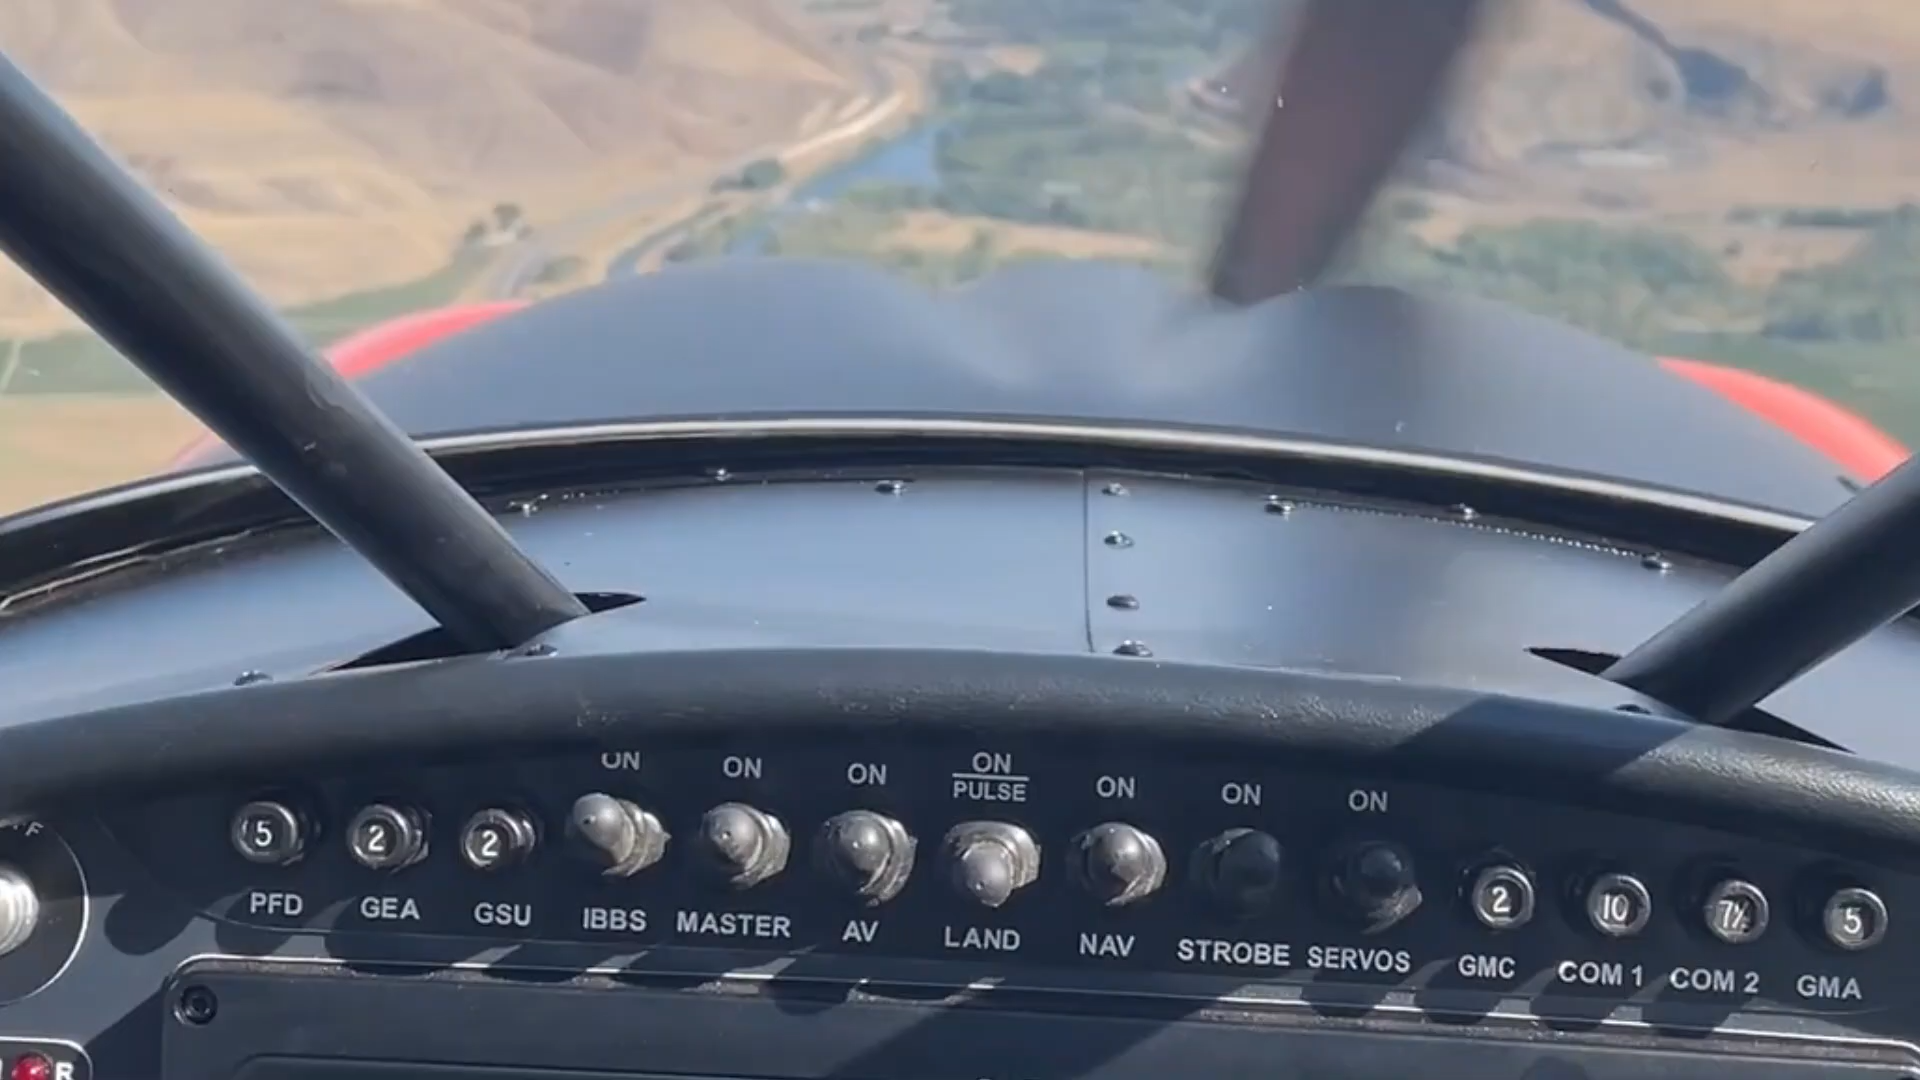 ON ON ON ON ON ON ON
PULSE
5 2 2 2 10 7½ 5
PFD GEA GSU IBBS MASTER AV LAND NAV STROBE SERVOS GMC COM 1 COM 2 GMA
F
R